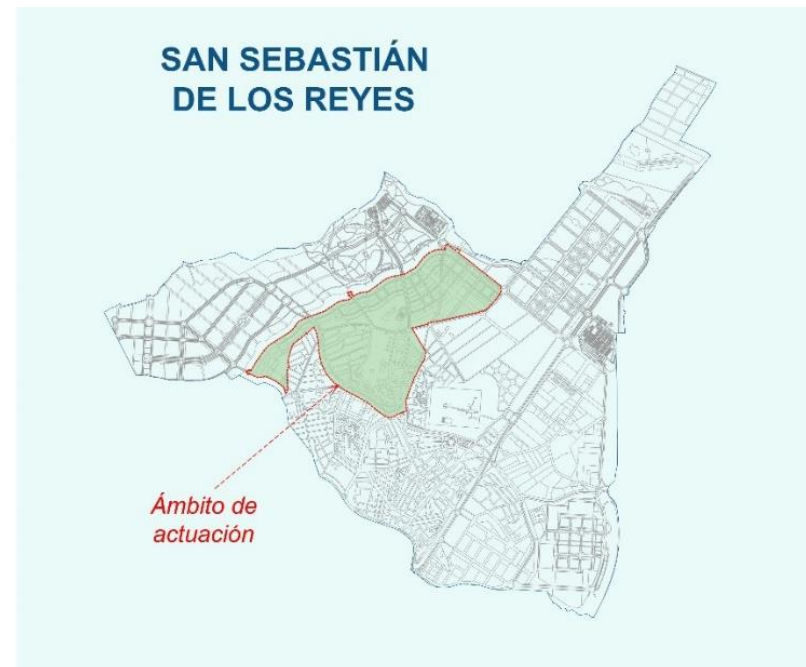 SAN SEBASTIÁN
DE LOS REYES
Ámbito de
actuación